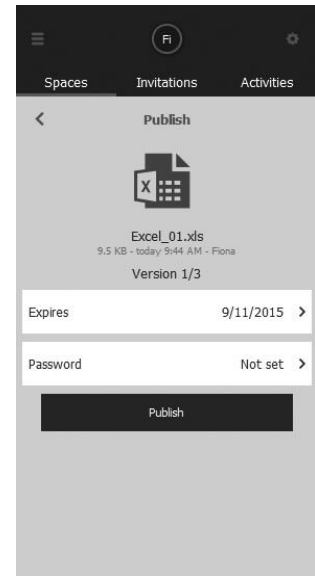 Fi
Spaces Invitations Activities
Publish
X
Excel_01.xls
9.5 KB - today 9:44 AM - Fiona
Version 1/3
Expires 9/11/2015
Password Not set
Publish